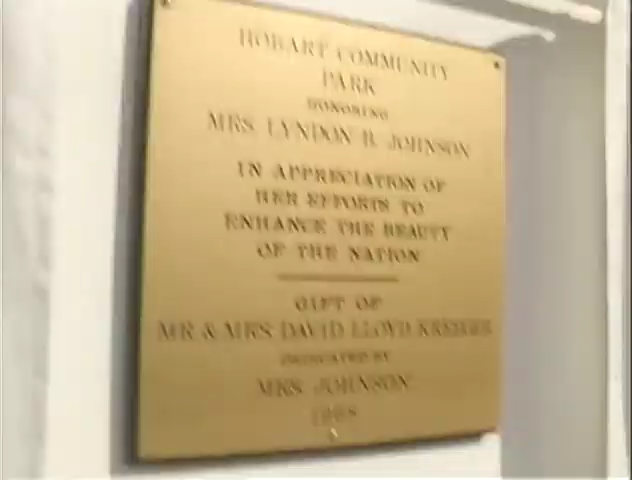 HOBART COMMUNITY
PARK
HONORING
MRS. LYNDON B. JOHNSON
IN APPRECIATION OF
HER EFFORTS TO
ENHANCE THE BEAUTY
OF THE NATION
GIFT OF
MR & MRS DAVID LLOYD KREEGER
DEDICATED BY
MRS. JOHNSON
1968